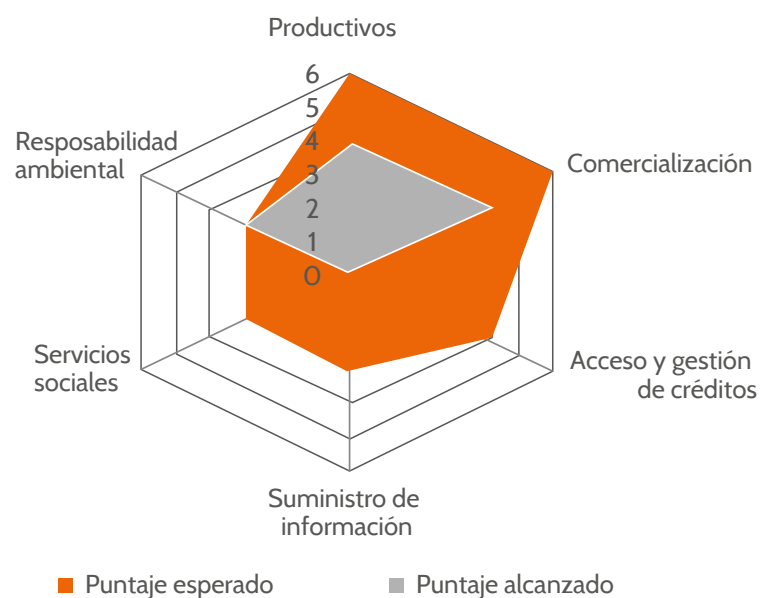 Productivos
6
5
4
3
2
1
0
Resposabilidad
ambiental
Comercialización
Servicios
sociales
Acceso y gestión
de créditos
Suministro de
información
Puntaje esperado
Puntaje alcanzado